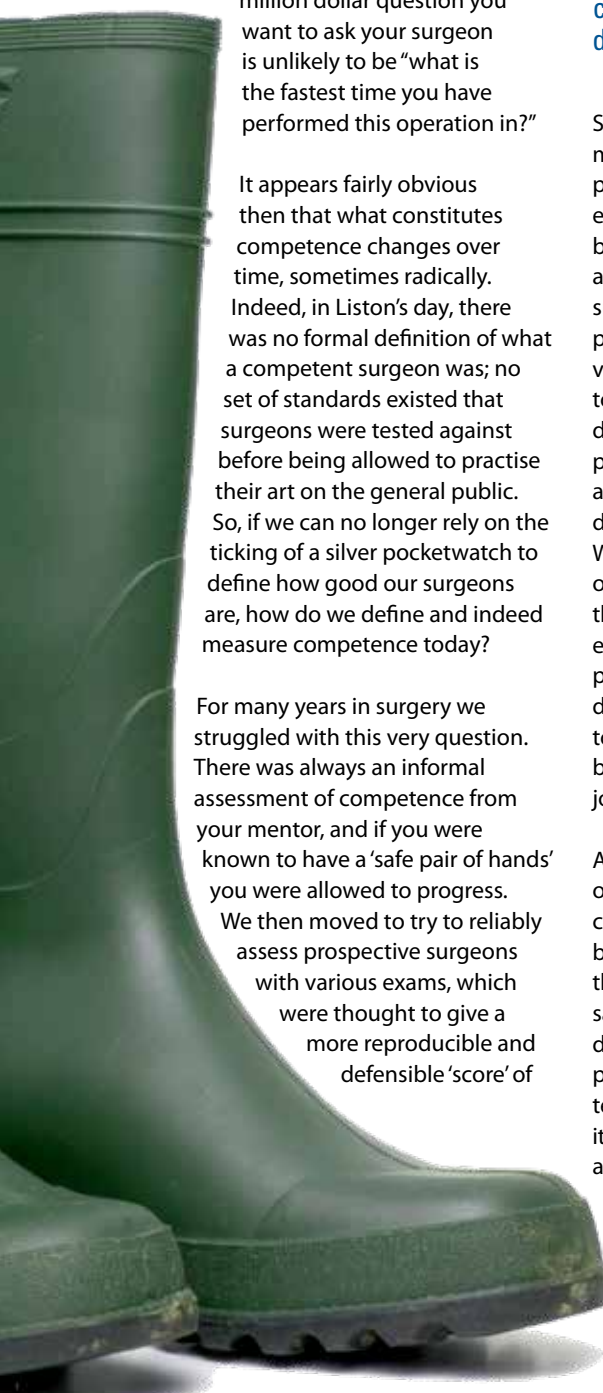 million dollar question you
want to ask your surgeon
is unlikely to be “what is
the fastest time you have
performed this operation in?”
It appears fairly obvious
then that what constitutes
competence changes over
time, sometimes radically.
Indeed, in Liston’s day, there
was no formal definition of what
a competent surgeon was; no
set of standards existed that
surgeons were tested against
before being allowed to practise
their art on the general public.
So, if we can no longer rely on the
ticking of a silver pocketwatch to
define how good our surgeons
are, how do we define and indeed
measure competence today?
For many years in surgery we
struggled with this very question.
There was always an informal
assessment of competence from
your mentor, and if you were
known to have a ‘safe pair of hands’
you were allowed to progress.
We then moved to try to reliably
assess prospective surgeons
with various exams, which
were thought to give a
more reproducible and
defensible ‘score’ of